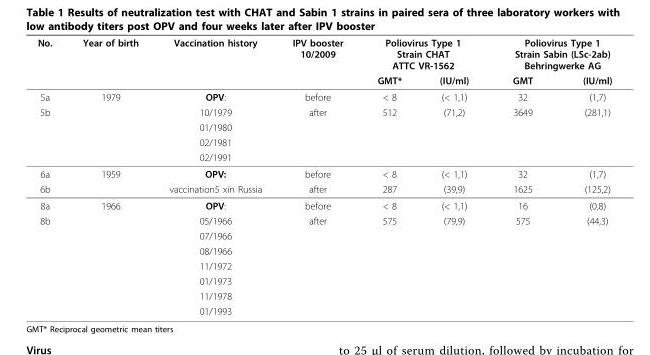 Table 1 Results of neutralization test with CHAT and Sabin 1 strains in paired sera of three laboratory workers with
low antibody titers post OPV and four weeks later after IPV booster
No. Year of birth Vaccination history IPV booster Poliovirus Type 1 Poliovirus Type 1
10/2009 Strain CHAT Strain Sabin (LSc-2ab)
ATTC VR-1562 Behringwerke AG
GMT* (IU/ml) GMT (IU/ml)
5a 1979 OPV: before < 8 (< 1,1) 32 (1,7)
5b 10/1979 after 512 (71,2) 3649 (281,1)
01/1980
02/1981
02/1991
6a 1959 OPV: before < 8 (< 1,1) 32 (1,7)
6b vaccination5 xin Russia after 287 (39,9) 1625 (125,2)
8a 1966 OPV: before < 8 (< 1,1) 16 (0,8)
8b 05/1966 after 575 (79,9) 575 (44,3)
07/1966
08/1966
11/1972
01/1973
11/1978
01/1993
GMT* Reciprocal geometric mean titers
Virus
to 25 μl of serum dilution, followed by incubation for